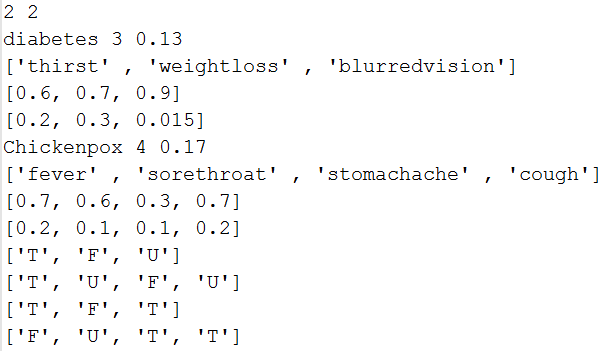 2 2
diabetes 3 0.13
['thirst' , 'weightloss' , 'blurredvision']
[0.6, 0.7, 0.9]
[0.2, 0.3, 0.015]
Chickenpox 4 0.17
['fever' , 'sorethroat' , 'stomachache' , 'cough']
[0.7, 0.6, 0.3, 0.7]
[0.2, 0.1, 0.1, 0.2]
['T', 'F', 'U']
['T', 'U', 'F', 'U']
['T', 'F', 'T']
['F', 'U', 'T', 'T']